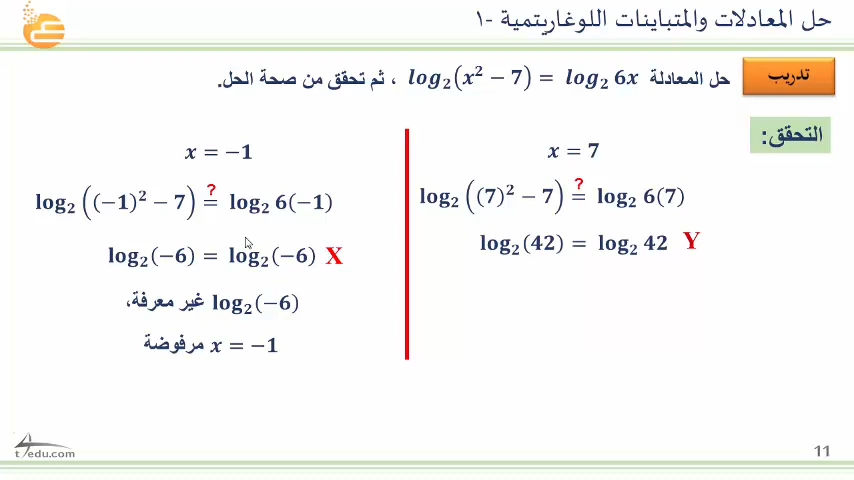 حل المعادلات والمتباينات اللوغاريتمية -١
تدريب
حل المعادلة log₂(x² − 7) = log₂ 6x ، ثم تحقق من صحة الحل.
التحقق:
x = 7
log₂((7)² − 7) ≟ log₂ 6(7)
log₂(42) = log₂ 42 Y
x = −1
log₂((−1)² − 7) ≟ log₂ 6(−1)
log₂(−6) = log₂(−6) X
log₂(−6) غير معرفة،
x = −1 مرفوضة
t4edu.com
11